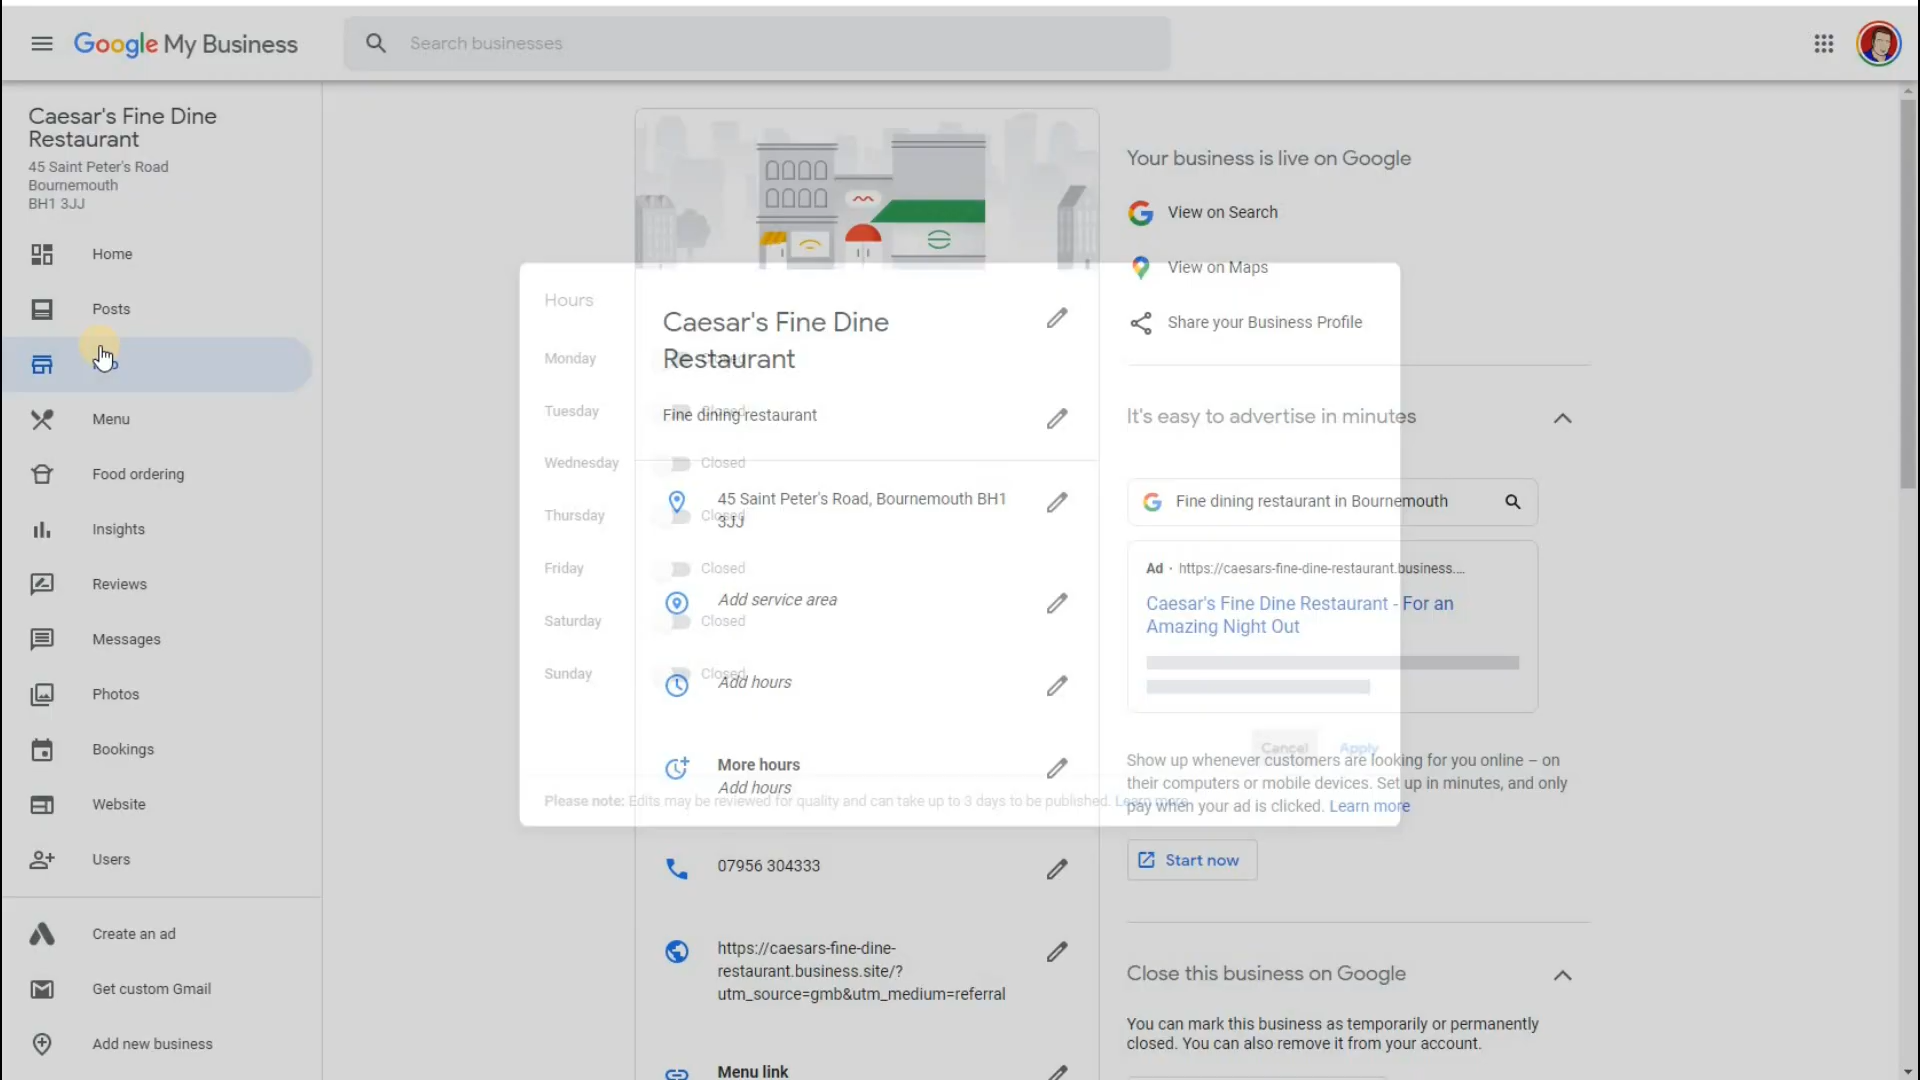 Google My Business
Search businesses
Caesar's Fine Dine
Restaurant
45 Saint Peter's Road
Bournemouth
BH1 3JJ
Home
Posts
Menu
Food ordering
Insights
Reviews
Messages
Photos
Bookings
Website
Users
Create an ad
Get custom Gmail
Add new business
Hours
Monday
Closed
Tuesday
Closed
Wednesday
Closed
Thursday
Closed
Friday
Closed
Saturday
Closed
Sunday
Closed
Cancel
Apply
Please note: Edits may be reviewed for quality and can take up to 3 days to be published. Learn more
Caesar's Fine Dine
Restaurant
Fine dining restaurant
45 Saint Peter's Road, Bournemouth BH1
3JJ
Add service area
Add hours
More hours
Add hours
07956 304333
https://caesars-fine-dine-
restaurant.business.site/?
utm_source=gmb&utm_medium=referral
Menu link
Your business is live on Google
View on Search
View on Maps
Share your Business Profile
It's easy to advertise in minutes
Fine dining restaurant in Bournemouth
Ad · https://caesars-fine-dine-restaurant.business....
Caesar's Fine Dine Restaurant - For an
Amazing Night Out
Show up whenever customers are looking for you online – on
their computers or mobile devices. Set up in minutes, and only
pay when your ad is clicked. Learn more
Start now
Close this business on Google
You can mark this business as temporarily or permanently
closed. You can also remove it from your account.